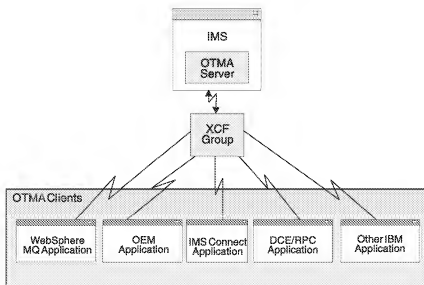 IMS
OTMA
Server
XCF
Group
OTMA Clients
WebSphere
MQ Application
OEM
Application
IMS Connect
Application
DCE/RPC
Application
Other IBM
Application